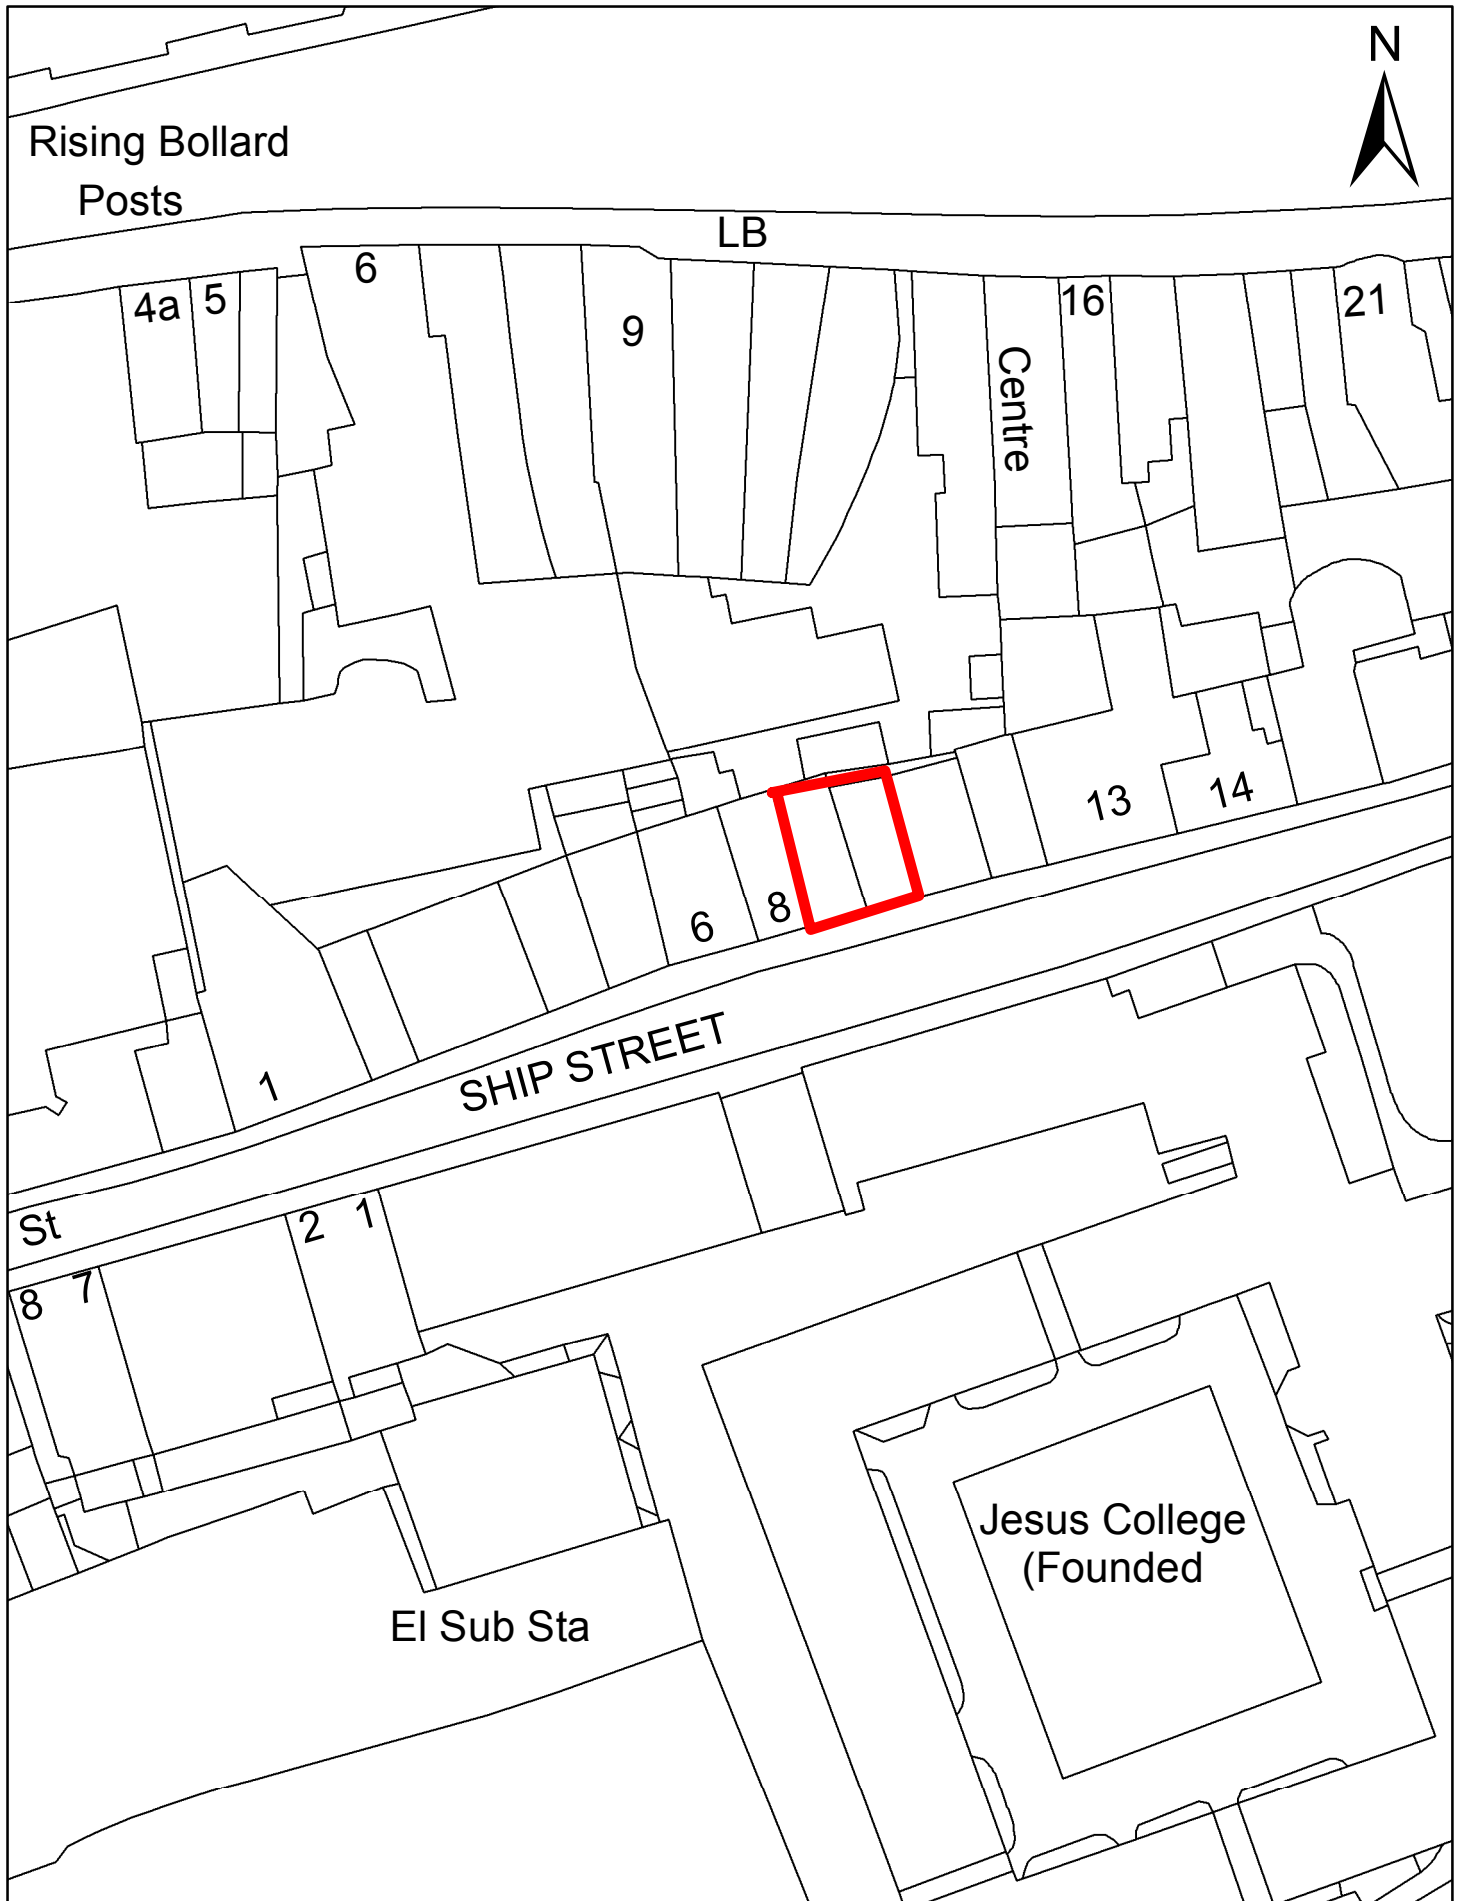 N
Rising Bollard
Posts
LB
6
4a
5
9
16
21
Centre
13
14
8
6
1
SHIP STREET
St
2
1
8
7
Jesus College
(Founded
El Sub Sta